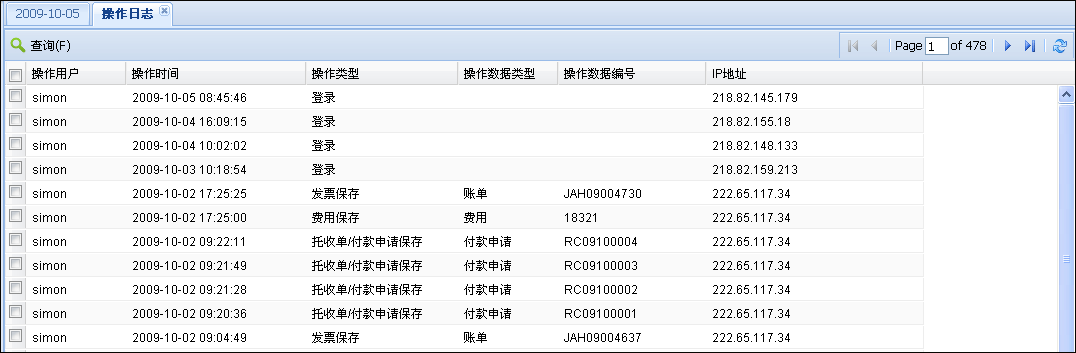 2009-10-05 操作日志
查询(F) Page 1 of 478
操作用户 操作时间 操作类型 操作数据类型 操作数据编号 IP地址
simon 2009-10-05 08:45:46 登录 218.82.145.179
simon 2009-10-04 16:09:15 登录 218.82.155.18
simon 2009-10-04 10:02:02 登录 218.82.148.133
simon 2009-10-03 10:18:54 登录 218.82.159.213
simon 2009-10-02 17:25:25 发票保存 账单 JAH09004730 222.65.117.34
simon 2009-10-02 17:25:00 费用保存 费用 18321 222.65.117.34
simon 2009-10-02 09:22:11 托收单/付款申请保存 付款申请 RC09100004 222.65.117.34
simon 2009-10-02 09:21:49 托收单/付款申请保存 付款申请 RC09100003 222.65.117.34
simon 2009-10-02 09:21:28 托收单/付款申请保存 付款申请 RC09100002 222.65.117.34
simon 2009-10-02 09:20:36 托收单/付款申请保存 付款申请 RC09100001 222.65.117.34
simon 2009-10-02 09:04:49 发票保存 账单 JAH09004637 222.65.117.34